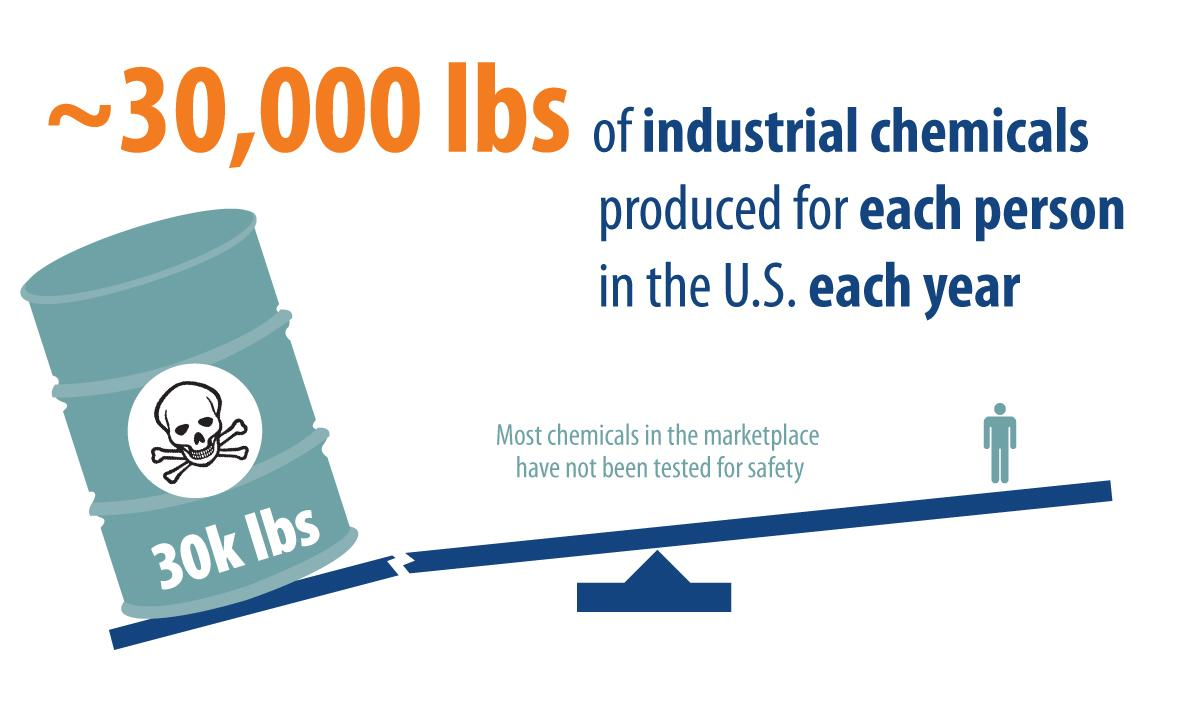 ~30,000 lbs of industrial chemicals
produced for each person
in the U.S. each year
Most chemicals in the marketplace
have not been tested for safety
30k lbs